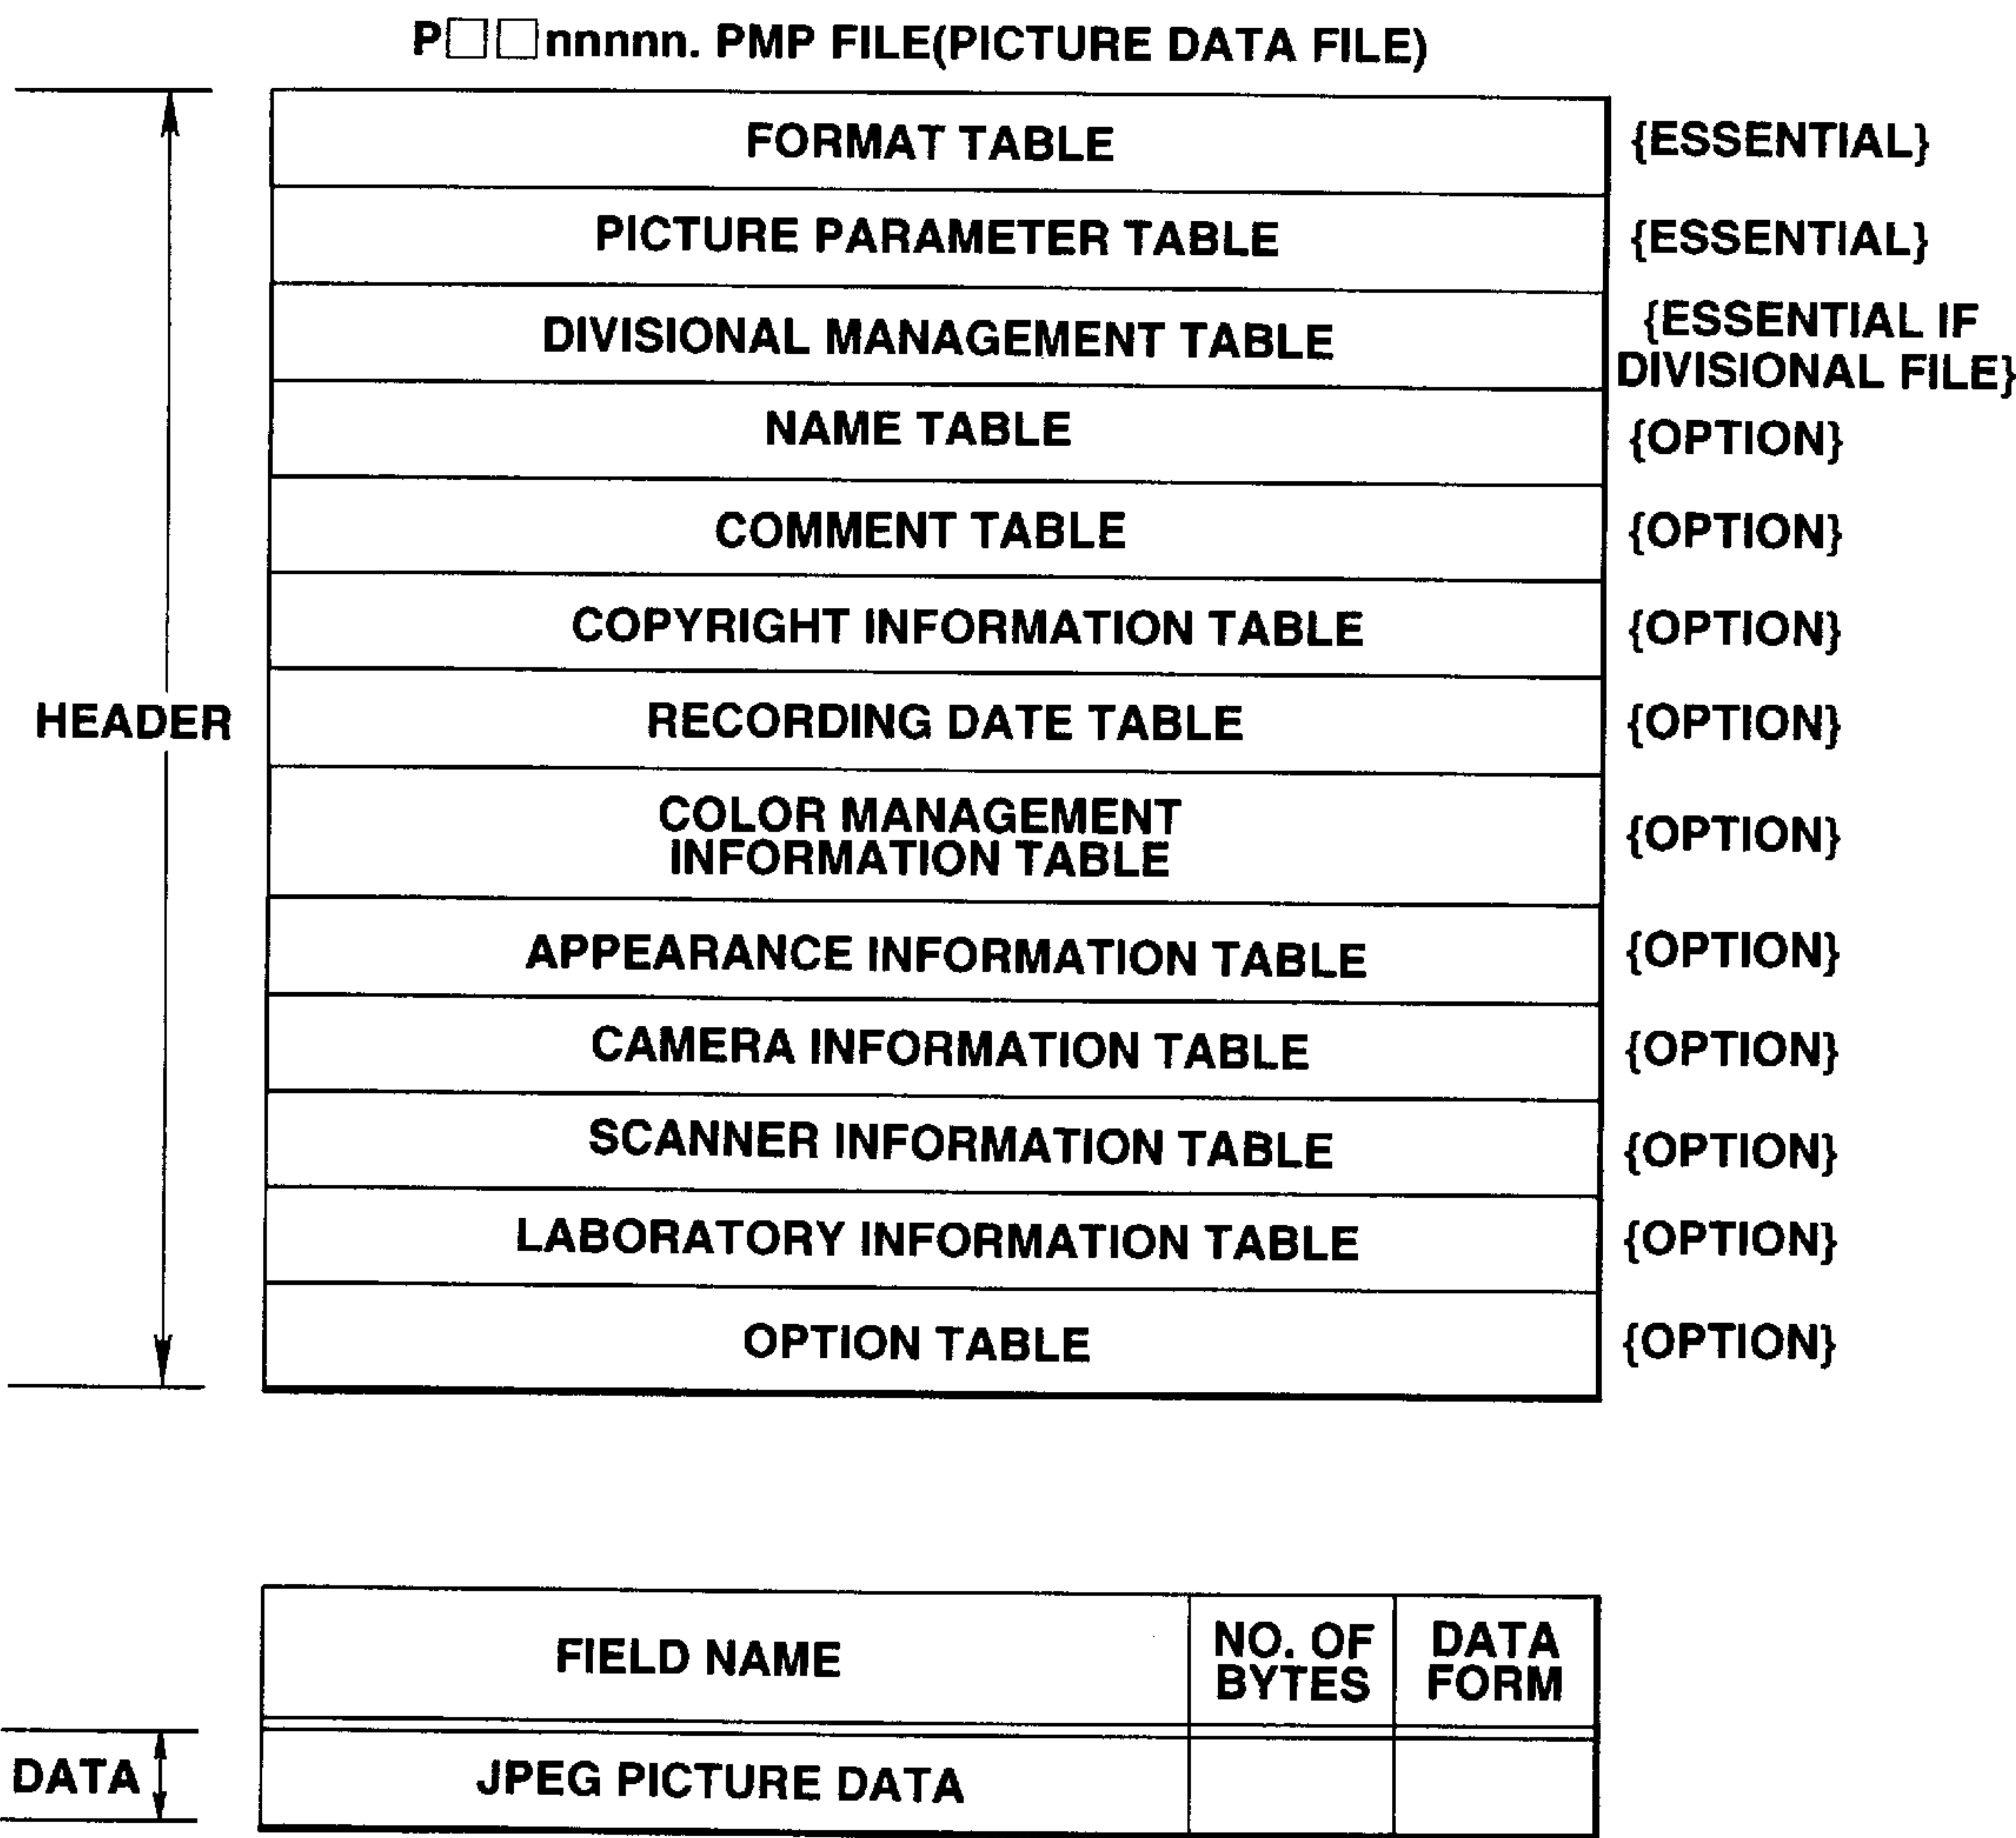 P□□nnnnn. PMP FILE(PICTURE DATA FILE)
FORMAT TABLE {ESSENTIAL}
PICTURE PARAMETER TABLE {ESSENTIAL}
DIVISIONAL MANAGEMENT TABLE {ESSENTIAL IF
DIVISIONAL FILE}
NAME TABLE {OPTION}
COMMENT TABLE {OPTION}
COPYRIGHT INFORMATION TABLE {OPTION}
HEADER RECORDING DATE TABLE {OPTION}
COLOR MANAGEMENT
INFORMATION TABLE {OPTION}
APPEARANCE INFORMATION TABLE {OPTION}
CAMERA INFORMATION TABLE {OPTION}
SCANNER INFORMATION TABLE {OPTION}
LABORATORY INFORMATION TABLE {OPTION}
OPTION TABLE {OPTION}
FIELD NAME NO. OF
BYTES DATA
FORM
DATA JPEG PICTURE DATA